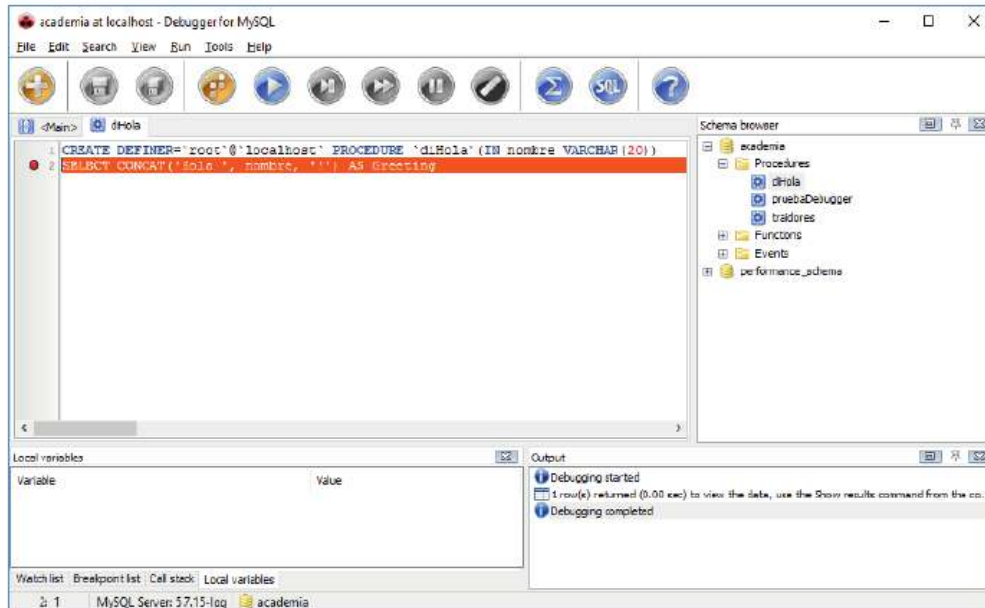 academia at localhost - Debugger for MySQL
File Edit Search View Run Tools Help
SQL
<Main> diHola
1 CREATE DEFINER=`root`@`localhost` PROCEDURE `diHola`(IN nombre VARCHAR(20))
2 SELECT CONCAT( nombre, '!') AS Greeting
Schema browser
academia
Procedures
diHola
pruebaDebugger
traidores
Functions
Events
performance_schema
Local variables
Variable Value
Output
Debugging started
1 row(s) returned (0.00 sec) to view the data, use the Show results command from the co...
Debugging completed
Watch list Breakpoint list Call stack Local variables
2: 1 MySQL Server: 5.7.15-log academia